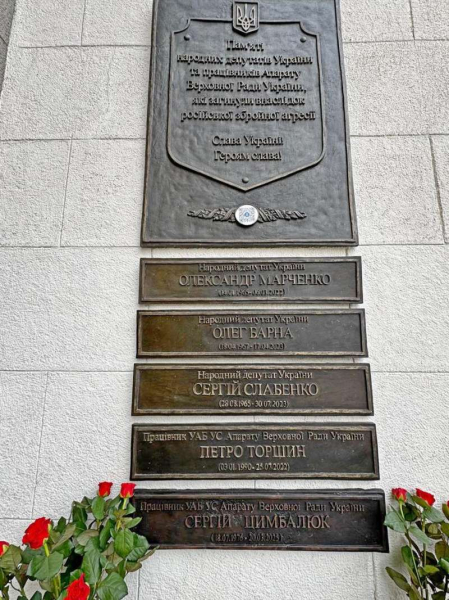 Пам'яті
народних депутатів України
та працівників Апарату
Верховної Ради України,
які загинули внаслідок
російської збройної агресії
Слава Україні!
Героям слава!
Народний депутат України
ОЛЕКСАНДР МАРЧЕНКО
Народний депутат України
ОЛЕГ БАРНА
Народний депутат України
СЕРГІЙ СЛАБЕНКО
(28.08.1965 - 30.07.2023)
Працівник УАБ УС Апарату Верховної Ради України
ПЕТРО ТОРШИН
(03.01.1990 - 25.07.2022)
Працівник УАБ УС Апарату Верховної Ради України
СЕРГІЙ ЦИМБАЛЮК